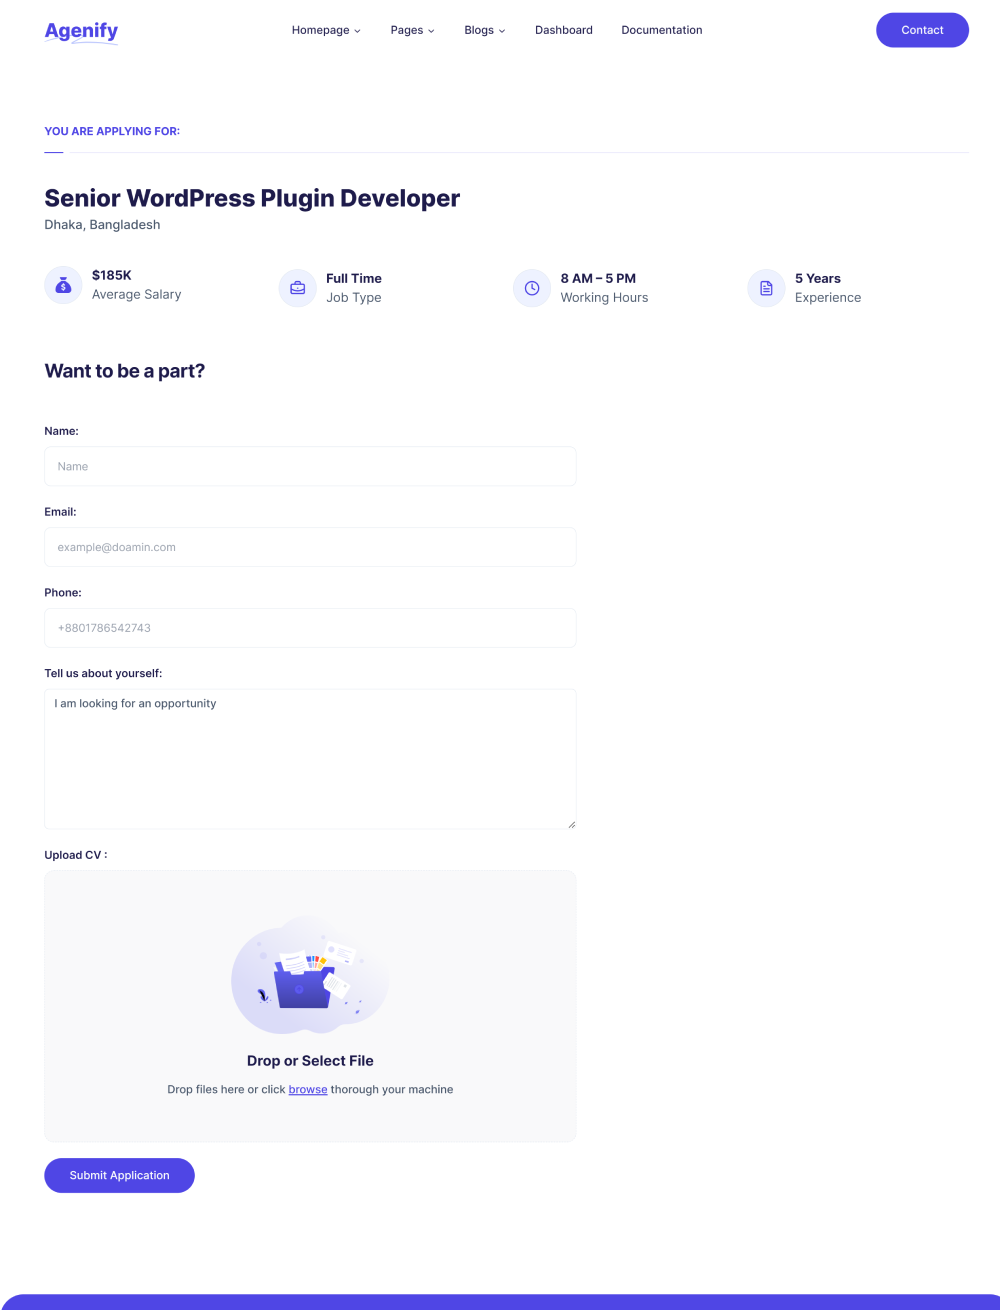 Agenify
Homepage Pages Blogs Dashboard Documentation
Contact
YOU ARE APPLYING FOR:
Senior WordPress Plugin Developer
Dhaka, Bangladesh
$185K
Average Salary
Full Time
Job Type
8 AM – 5 PM
Working Hours
5 Years
Experience
Want to be a part?
Name:
Name
Email:
example@doamin.com
Phone:
+8801786542743
Tell us about yourself:
I am looking for an opportunity
Upload CV :
Drop or Select File
Drop files here or click browse thorough your machine
Submit Application